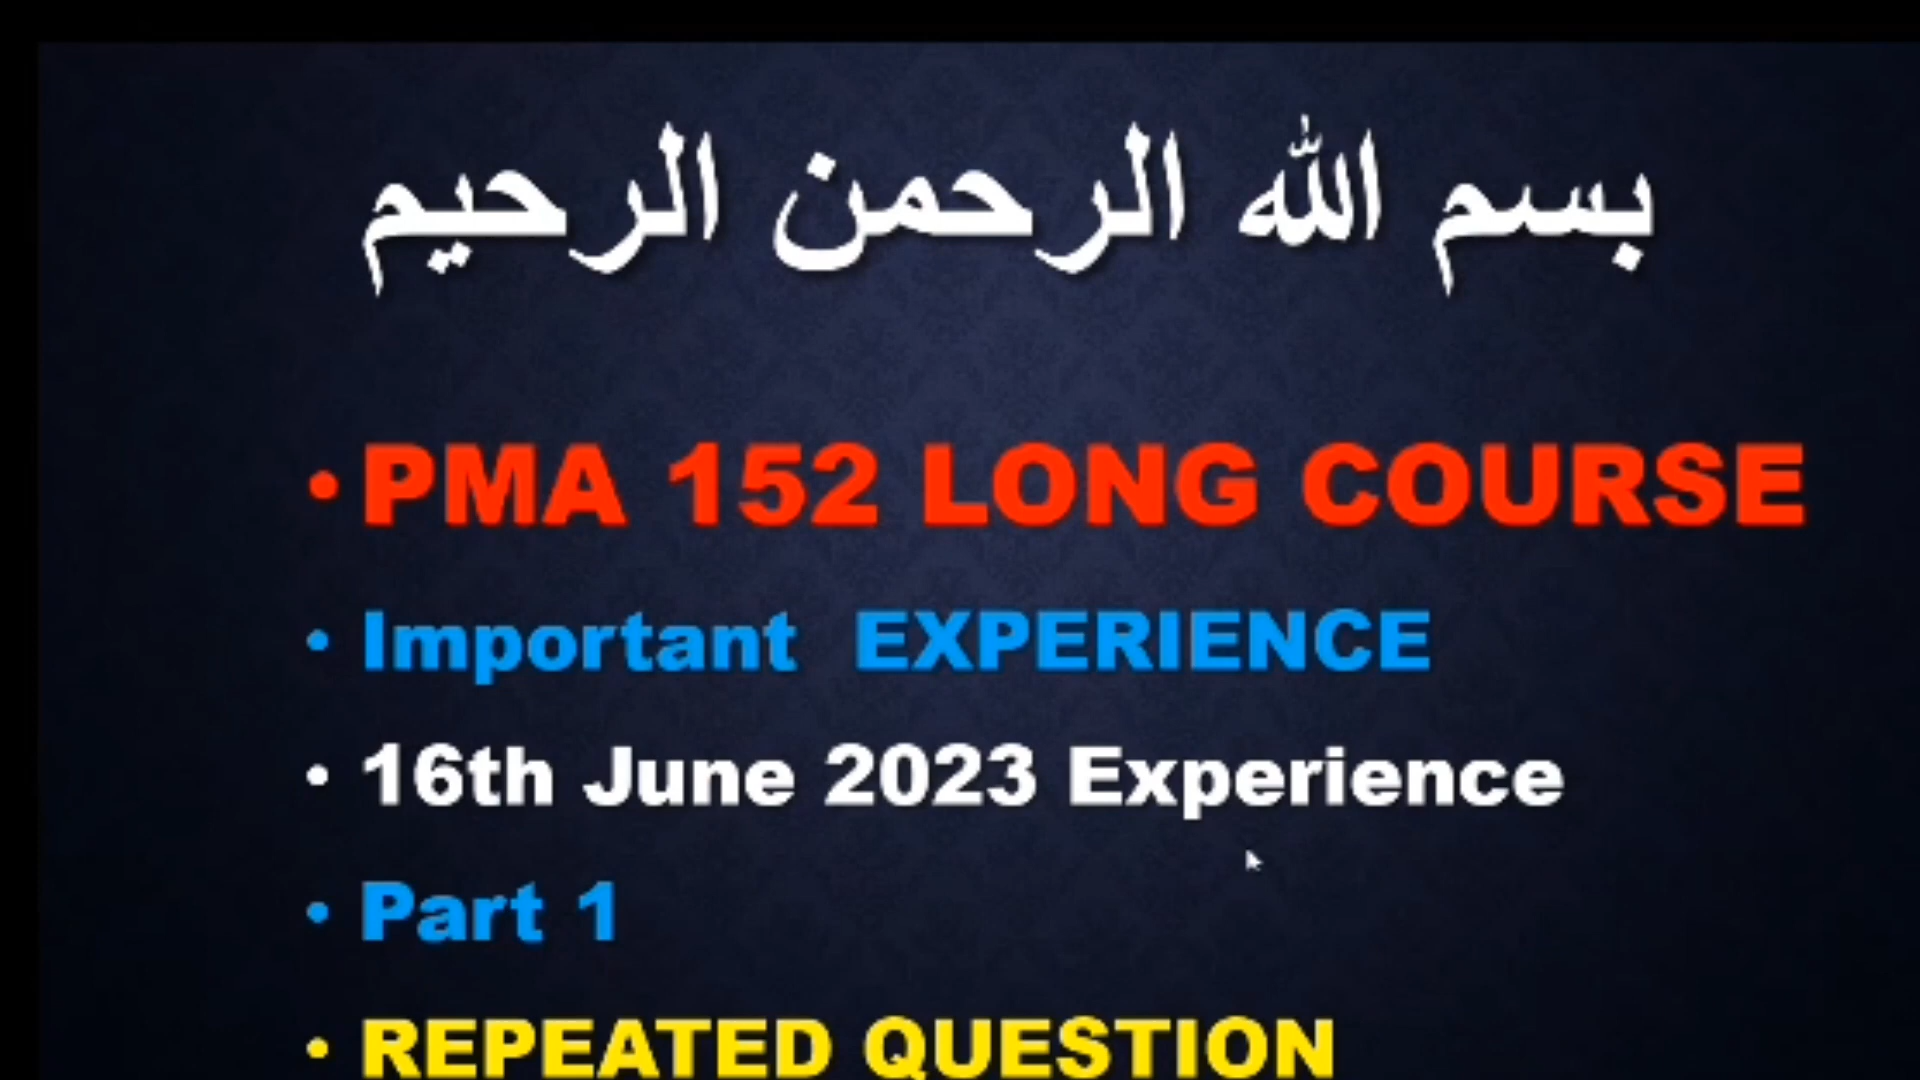 بسم الله الرحمن الرحيم
• PMA 152 LONG COURSE
• Important EXPERIENCE
• 16th June 2023 Experience
• Part 1
• REPEATED QUESTION